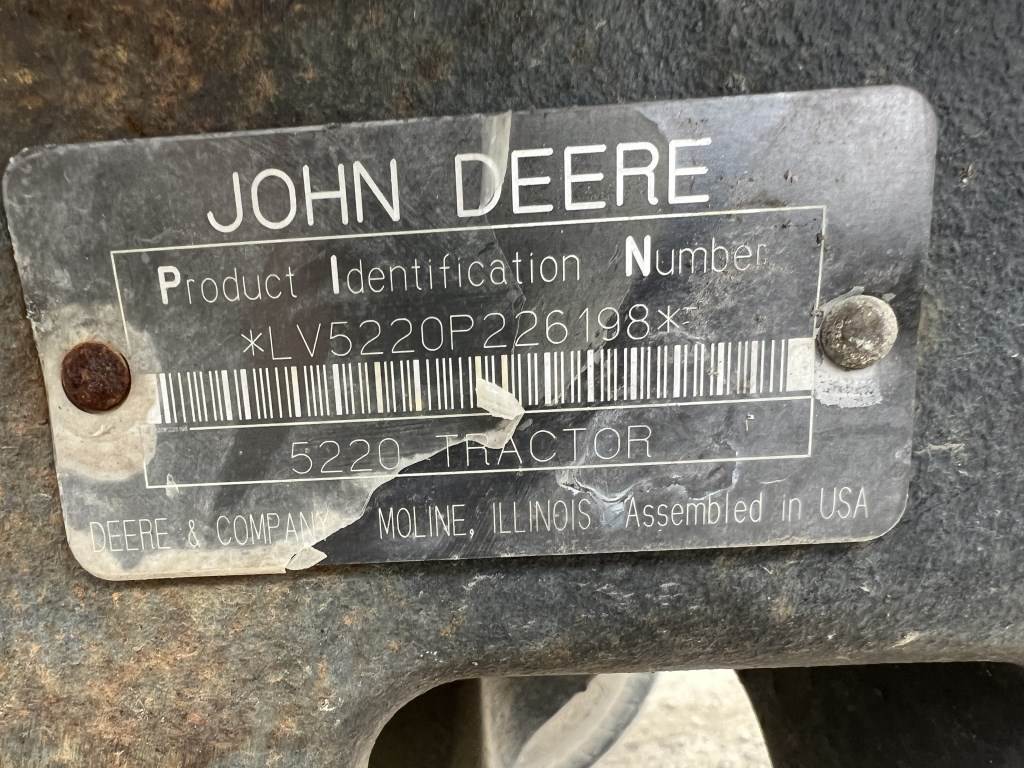 JOHN DEERE
Product Identification Number
*LV5220P226198*
5220 TRACTOR
DEERE & COMPANY MOLINE, ILLINOIS Assembled in USA